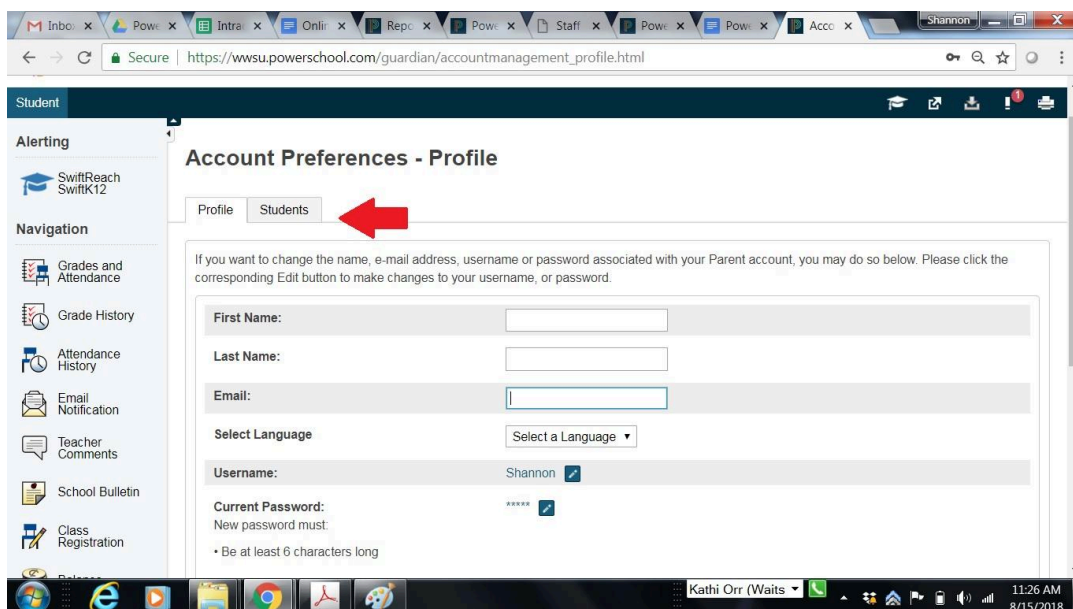 Inbo
Powe
Intra
Onlin
Repo
Powe
Staff
Powe
Powe
Acco
Shannon
Secure | https://wwsu.powerschool.com/guardian/accountmanagement_profile.html
Student
1
Alerting
SwiftReach
SwiftK12
Navigation
Grades and
Attendance
Grade History
Attendance
History
Email
Notification
Teacher
Comments
School Bulletin
Class
Registration
Account Preferences - Profile
Profile Students
If you want to change the name, e-mail address, username or password associated with your Parent account, you may do so below. Please click the
corresponding Edit button to make changes to your username, or password.
First Name:
Last Name:
Email:
Select Language Select a Language
Username: Shannon
Current Password: *****
New password must:
• Be at least 6 characters long
Kathi Orr (Waits
11:26 AM
8/15/2018